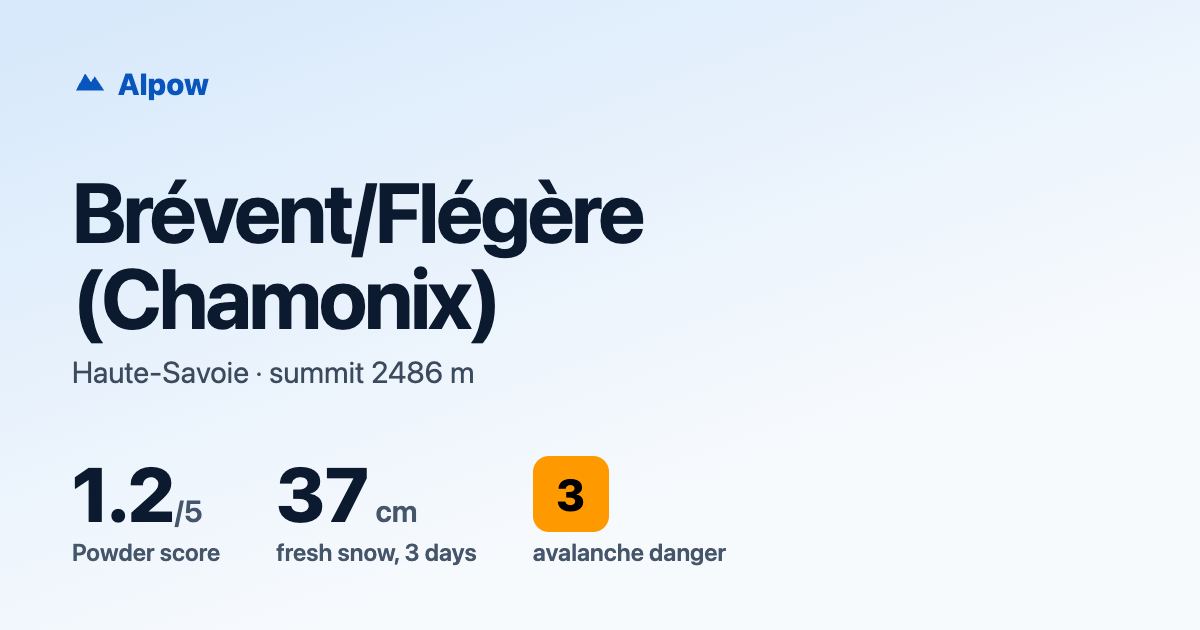 Alpow
Brévent/Flégère
(Chamonix)
Haute-Savoie · summit 2486 m
1.2/5
Powder score
37 cm
fresh snow, 3 days
3
avalanche danger